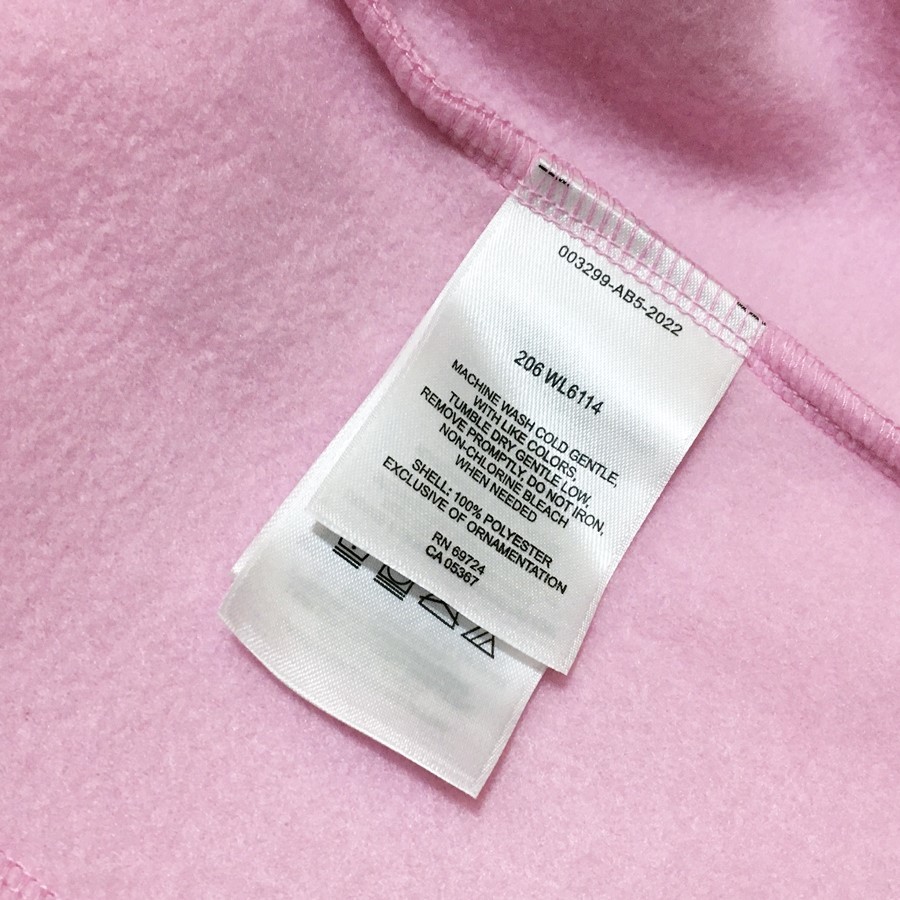 003299-AB5-2022
206 WL6114
MACHINE WASH COLD GENTLE,
WITH LIKE COLORS,
TUMBLE DRY GENTLE LOW,
REMOVE PROMPTLY, DO NOT IRON,
NON-CHLORINE BLEACH
WHEN NEEDED
SHELL: 100% POLYESTER
EXCLUSIVE OF ORNAMENTATION
RN 69724
CA 05367